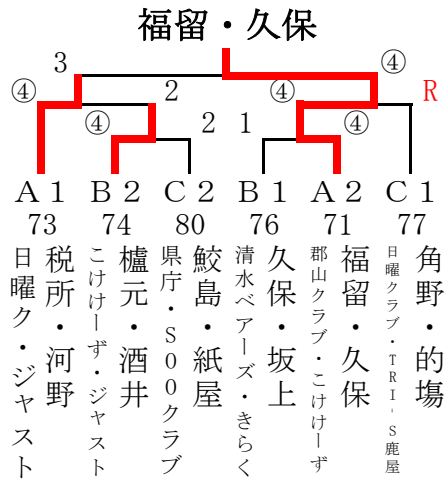 福留・久保
3 ④
④ 2 ④ R
④ 2 1 ④
A1 B2 C2 B1 A2 C1
73 74 80 76 71 77
税所・河野
日曜ク・ジャスト
櫨元・酒井
こけけーず・ジャスト
鮫島・紙屋
県庁・S00クラブ
久保・坂上
清水ベアーズ・きらく
福留・久保
郡山クラブ・こけけーず
角野・的場
日曜クラブ・TRI-S鹿屋